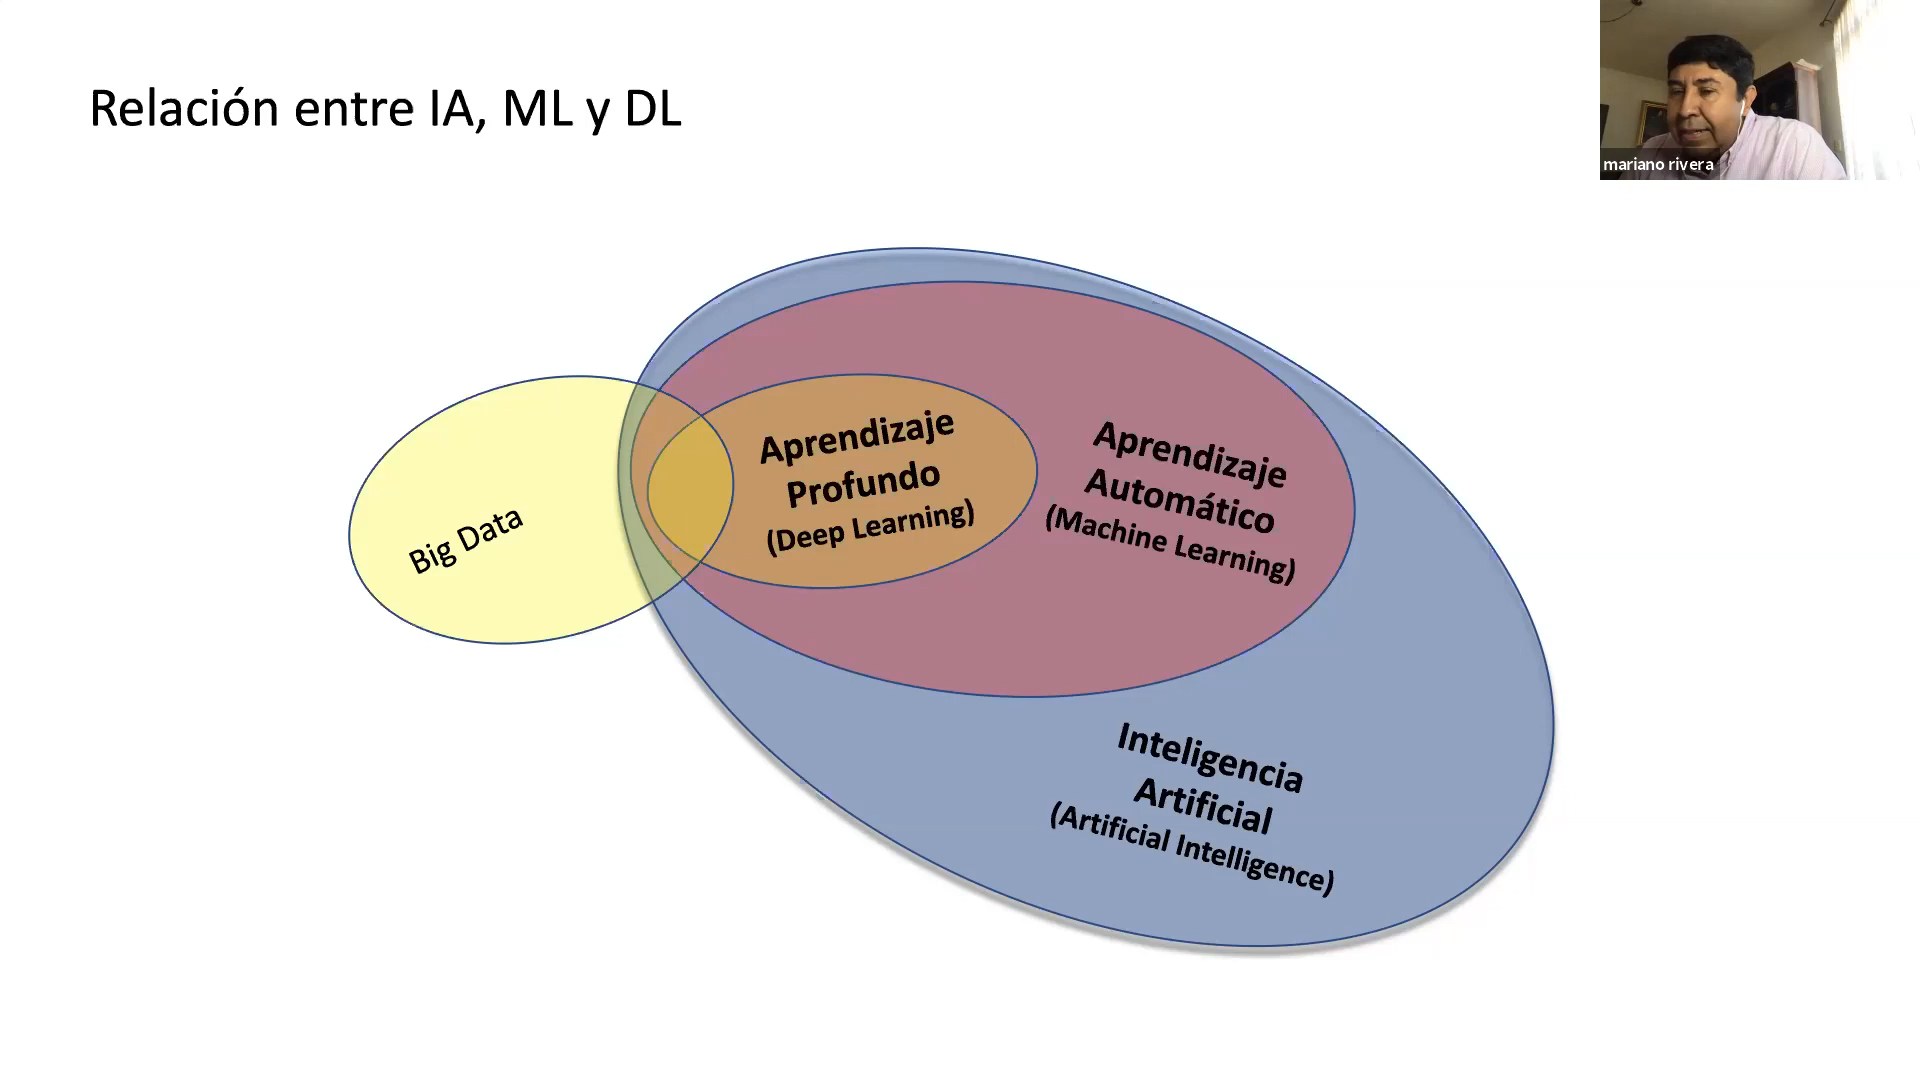 Relación entre IA, ML y DL
mariano rivera
Big Data
Aprendizaje
Profundo
(Deep Learning)
Aprendizaje
Automático
(Machine Learning)
Inteligencia
Artificial
(Artificial Intelligence)